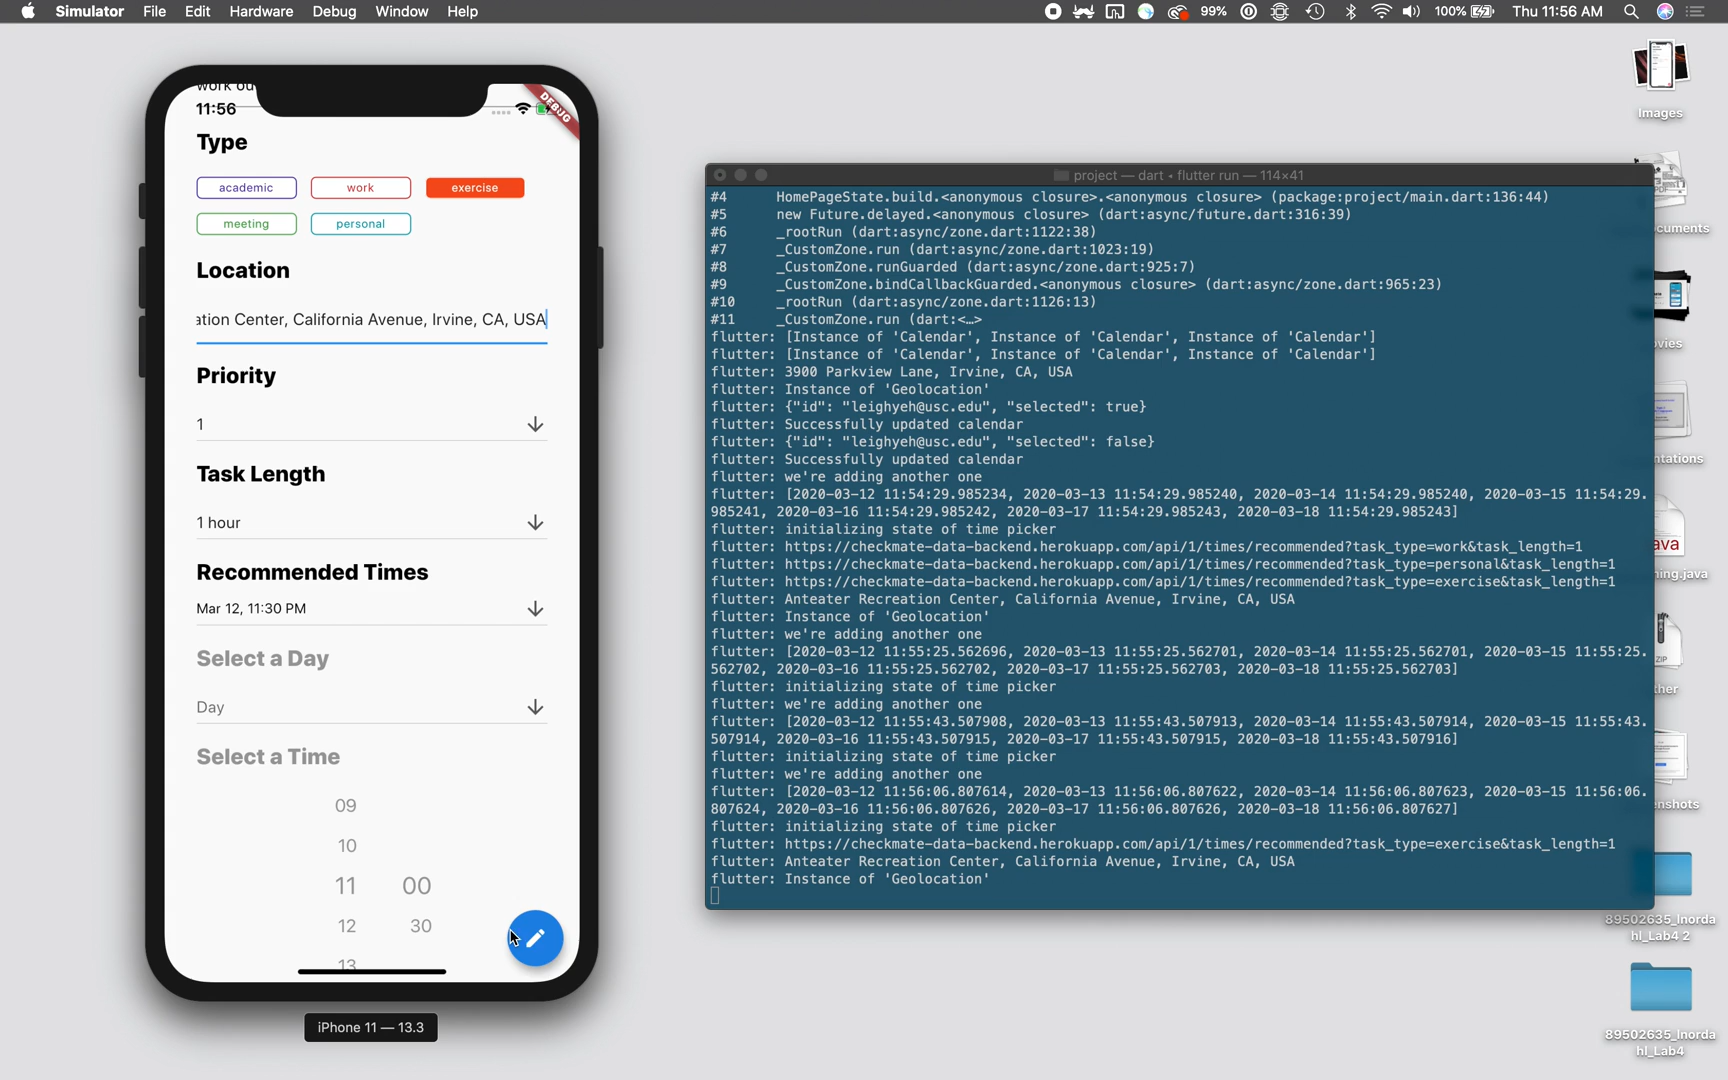 Simulator File Edit Hardware Debug Window Help
99% 100% Thu 11:56 AM
11:56
DEBUG
Type
academic work exercise
meeting personal
Location
ation Center, California Avenue, Irvine, CA, USA
Priority
1
Task Length
1 hour
Recommended Times
Mar 12, 11:30 PM
Select a Day
Day
Select a Time
09
10
11 00
12 30
13
iPhone 11 — 13.3
project — dart • flutter run — 114×41
#4 HomePageState.build.<anonymous closure>.<anonymous closure> (package:project/main.dart:136:44)
#5 new Future.delayed.<anonymous closure> (dart:async/future.dart:316:39)
#6 _rootRun (dart:async/zone.dart:1122:38)
#7 _CustomZone.run (dart:async/zone.dart:1023:19)
#8 _CustomZone.runGuarded (dart:async/zone.dart:925:7)
#9 _CustomZone.bindCallbackGuarded.<anonymous closure> (dart:async/zone.dart:965:23)
#10 _rootRun (dart:async/zone.dart:1126:13)
#11 _CustomZone.run (dart:<…>
flutter: [Instance of 'Calendar', Instance of 'Calendar', Instance of 'Calendar']
flutter: [Instance of 'Calendar', Instance of 'Calendar', Instance of 'Calendar']
flutter: 3900 Parkview Lane, Irvine, CA, USA
flutter: Instance of 'Geolocation'
flutter: {"id": "leighyeh@usc.edu", "selected": true}
flutter: Successfully updated calendar
flutter: {"id": "leighyeh@usc.edu", "selected": false}
flutter: Successfully updated calendar
flutter: we're adding another one
flutter: [2020-03-12 11:54:29.985234, 2020-03-13 11:54:29.985240, 2020-03-14 11:54:29.985240, 2020-03-15 11:54:29.
985241, 2020-03-16 11:54:29.985242, 2020-03-17 11:54:29.985243, 2020-03-18 11:54:29.985243]
flutter: initializing state of time picker
flutter: https://checkmate-data-backend.herokuapp.com/api/1/times/recommended?task_type=work&task_length=1
flutter: https://checkmate-data-backend.herokuapp.com/api/1/times/recommended?task_type=personal&task_length=1
flutter: https://checkmate-data-backend.herokuapp.com/api/1/times/recommended?task_type=exercise&task_length=1
flutter: Anteater Recreation Center, California Avenue, Irvine, CA, USA
flutter: Instance of 'Geolocation'
flutter: we're adding another one
flutter: [2020-03-12 11:55:25.562696, 2020-03-13 11:55:25.562701, 2020-03-14 11:55:25.562701, 2020-03-15 11:55:25.
562702, 2020-03-16 11:55:25.562702, 2020-03-17 11:55:25.562703, 2020-03-18 11:55:25.562703]
flutter: initializing state of time picker
flutter: we're adding another one
flutter: [2020-03-12 11:55:43.507908, 2020-03-13 11:55:43.507913, 2020-03-14 11:55:43.507914, 2020-03-15 11:55:43.
507914, 2020-03-16 11:55:43.507915, 2020-03-17 11:55:43.507915, 2020-03-18 11:55:43.507916]
flutter: initializing state of time picker
flutter: we're adding another one
flutter: [2020-03-12 11:56:06.807614, 2020-03-13 11:56:06.807622, 2020-03-14 11:56:06.807623, 2020-03-15 11:56:06.
807624, 2020-03-16 11:56:06.807626, 2020-03-17 11:56:06.807626, 2020-03-18 11:56:06.807627]
flutter: initializing state of time picker
flutter: https://checkmate-data-backend.herokuapp.com/api/1/times/recommended?task_type=exercise&task_length=1
flutter: Anteater Recreation Center, California Avenue, Irvine, CA, USA
flutter: Instance of 'Geolocation'
Images
cuments
vies
ntations
ava
ning.java
ZIP
ther
enshots
89502635_lnorda
hl_Lab4 2
89502635_lnorda
hl_Lab4